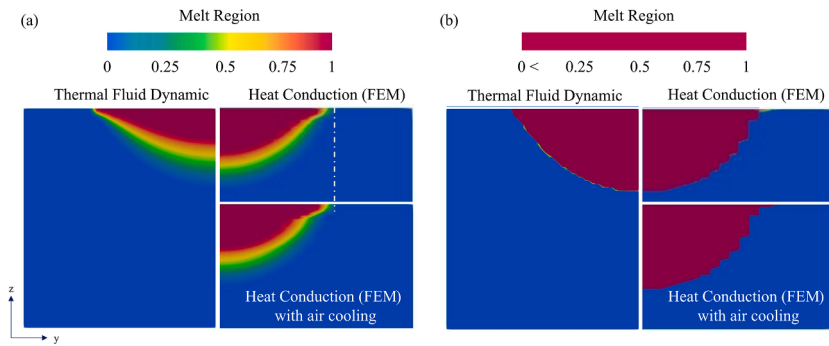 (a)
Melt Region
0 0.25 0.5 0.75 1
Thermal Fluid Dynamic
Heat Conduction (FEM)
Heat Conduction (FEM)
with air cooling
z
y
(b)
Melt Region
0 < 0.25 0.5 0.75 1
Thermal Fluid Dynamic
Heat Conduction (FEM)
Heat Conduction (FEM)
with air cooling